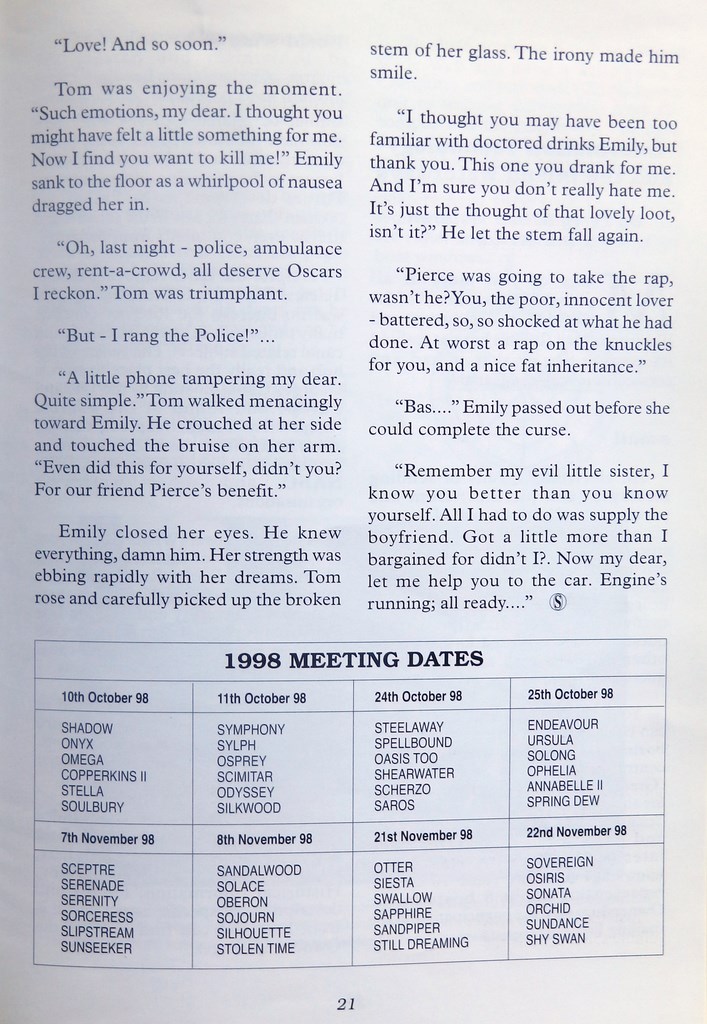 “Love! And so soon.”
Tom was enjoying the moment.
“Such emotions, my dear. I thought you
might have felt a little something for me.
Now I find you want to kill me!” Emily
sank to the floor as a whirlpool of nausea
dragged her in.
“Oh, last night - police, ambulance
crew, rent-a-crowd, all deserve Oscars
I reckon.” Tom was triumphant.
“But - I rang the Police!”...
“A little phone tampering my dear.
Quite simple.” Tom walked menacingly
toward Emily. He crouched at her side
and touched the bruise on her arm.
“Even did this for yourself, didn’t you?
For our friend Pierce’s benefit.”
Emily closed her eyes. He knew
everything, damn him. Her strength was
ebbing rapidly with her dreams. Tom
rose and carefully picked up the broken
stem of her glass. The irony made him
smile.
“I thought you may have been too
familiar with doctored drinks Emily, but
thank you. This one you drank for me.
And I’m sure you don’t really hate me.
It’s just the thought of that lovely loot,
isn’t it?” He let the stem fall again.
“Pierce was going to take the rap,
wasn’t he? You, the poor, innocent lover
- battered, so, so shocked at what he had
done. At worst a rap on the knuckles
for you, and a nice fat inheritance.”
“Bas....” Emily passed out before she
could complete the curse.
“Remember my evil little sister, I
know you better than you know
yourself. All I had to do was supply the
boyfriend. Got a little more than I
bargained for didn’t I?. Now my dear,
let me help you to the car. Engine’s
running; all ready....” S
1998 MEETING DATES
10th October 98
SHADOW
ONYX
OMEGA
COPPERKINS II
STELLA
SOULBURY
11th October 98
SYMPHONY
SYLPH
OSPREY
SCIMITAR
ODYSSEY
SILKWOOD
24th October 98
STEELAWAY
SPELLBOUND
OASIS TOO
SHEARWATER
SCHERZO
SAROS
25th October 98
ENDEAVOUR
URSULA
SOLONG
OPHELIA
ANNABELLE II
SPRING DEW
7th November 98
SCEPTRE
SERENADE
SERENITY
SORCERESS
SLIPSTREAM
SUNSEEKER
8th November 98
SANDALWOOD
SOLACE
OBERON
SOJOURN
SILHOUETTE
STOLEN TIME
21st November 98
OTTER
SIESTA
SWALLOW
SAPPHIRE
SANDPIPER
STILL DREAMING
22nd November 98
SOVEREIGN
OSIRIS
SONATA
ORCHID
SUNDANCE
SHY SWAN
21